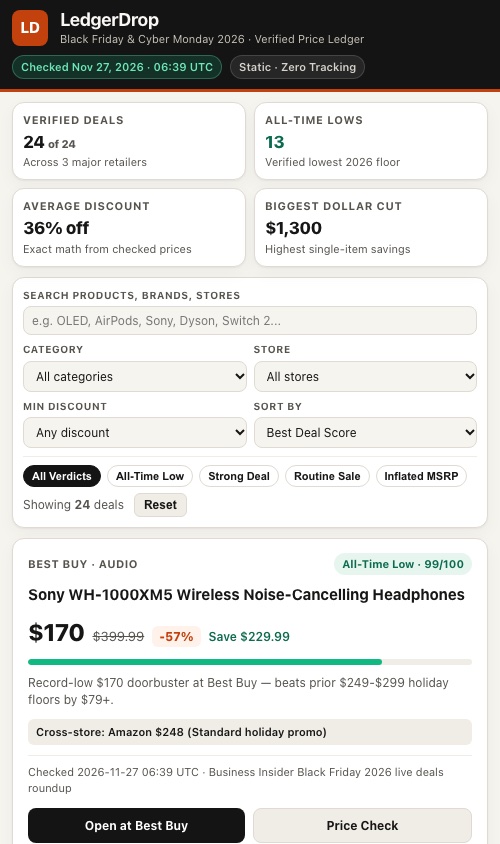 LD
LedgerDrop
Black Friday & Cyber Monday 2026 · Verified Price Ledger
Checked Nov 27, 2026 · 06:39 UTC
Static · Zero Tracking
VERIFIED DEALS
24 of 24
Across 3 major retailers
ALL-TIME LOWS
13
Verified lowest 2026 floor
AVERAGE DISCOUNT
36% off
Exact math from checked prices
BIGGEST DOLLAR CUT
$1,300
Highest single-item savings
SEARCH PRODUCTS, BRANDS, STORES
e.g. OLED, AirPods, Sony, Dyson, Switch 2...
CATEGORY
All categories
STORE
All stores
MIN DISCOUNT
Any discount
SORT BY
Best Deal Score
All Verdicts
All-Time Low
Strong Deal
Routine Sale
Inflated MSRP
Showing 24 deals
Reset
BEST BUY · AUDIO
All-Time Low · 99/100
Sony WH-1000XM5 Wireless Noise-Cancelling Headphones
$170 $399.99 -57% Save $229.99
Record-low $170 doorbuster at Best Buy — beats prior $249-$299 holiday
floors by $79+.
Cross-store: Amazon $248 (Standard holiday promo)
Checked 2026-11-27 06:39 UTC · Business Insider Black Friday 2026 live deals
roundup
Open at Best Buy
Price Check